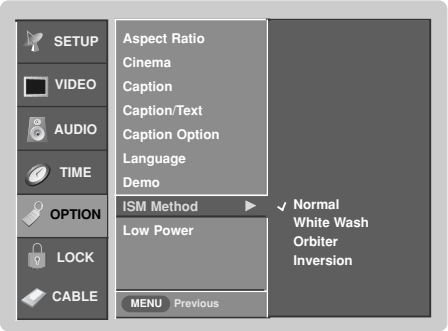 SETUP
VIDEO
AUDIO
TIME
OPTION
LOCK
CABLE
Aspect Ratio
Cinema
Caption
Caption/Text
Caption Option
Language
Demo
ISM Method
Low Power
MENU Previous
Normal
White Wash
Orbiter
Inversion